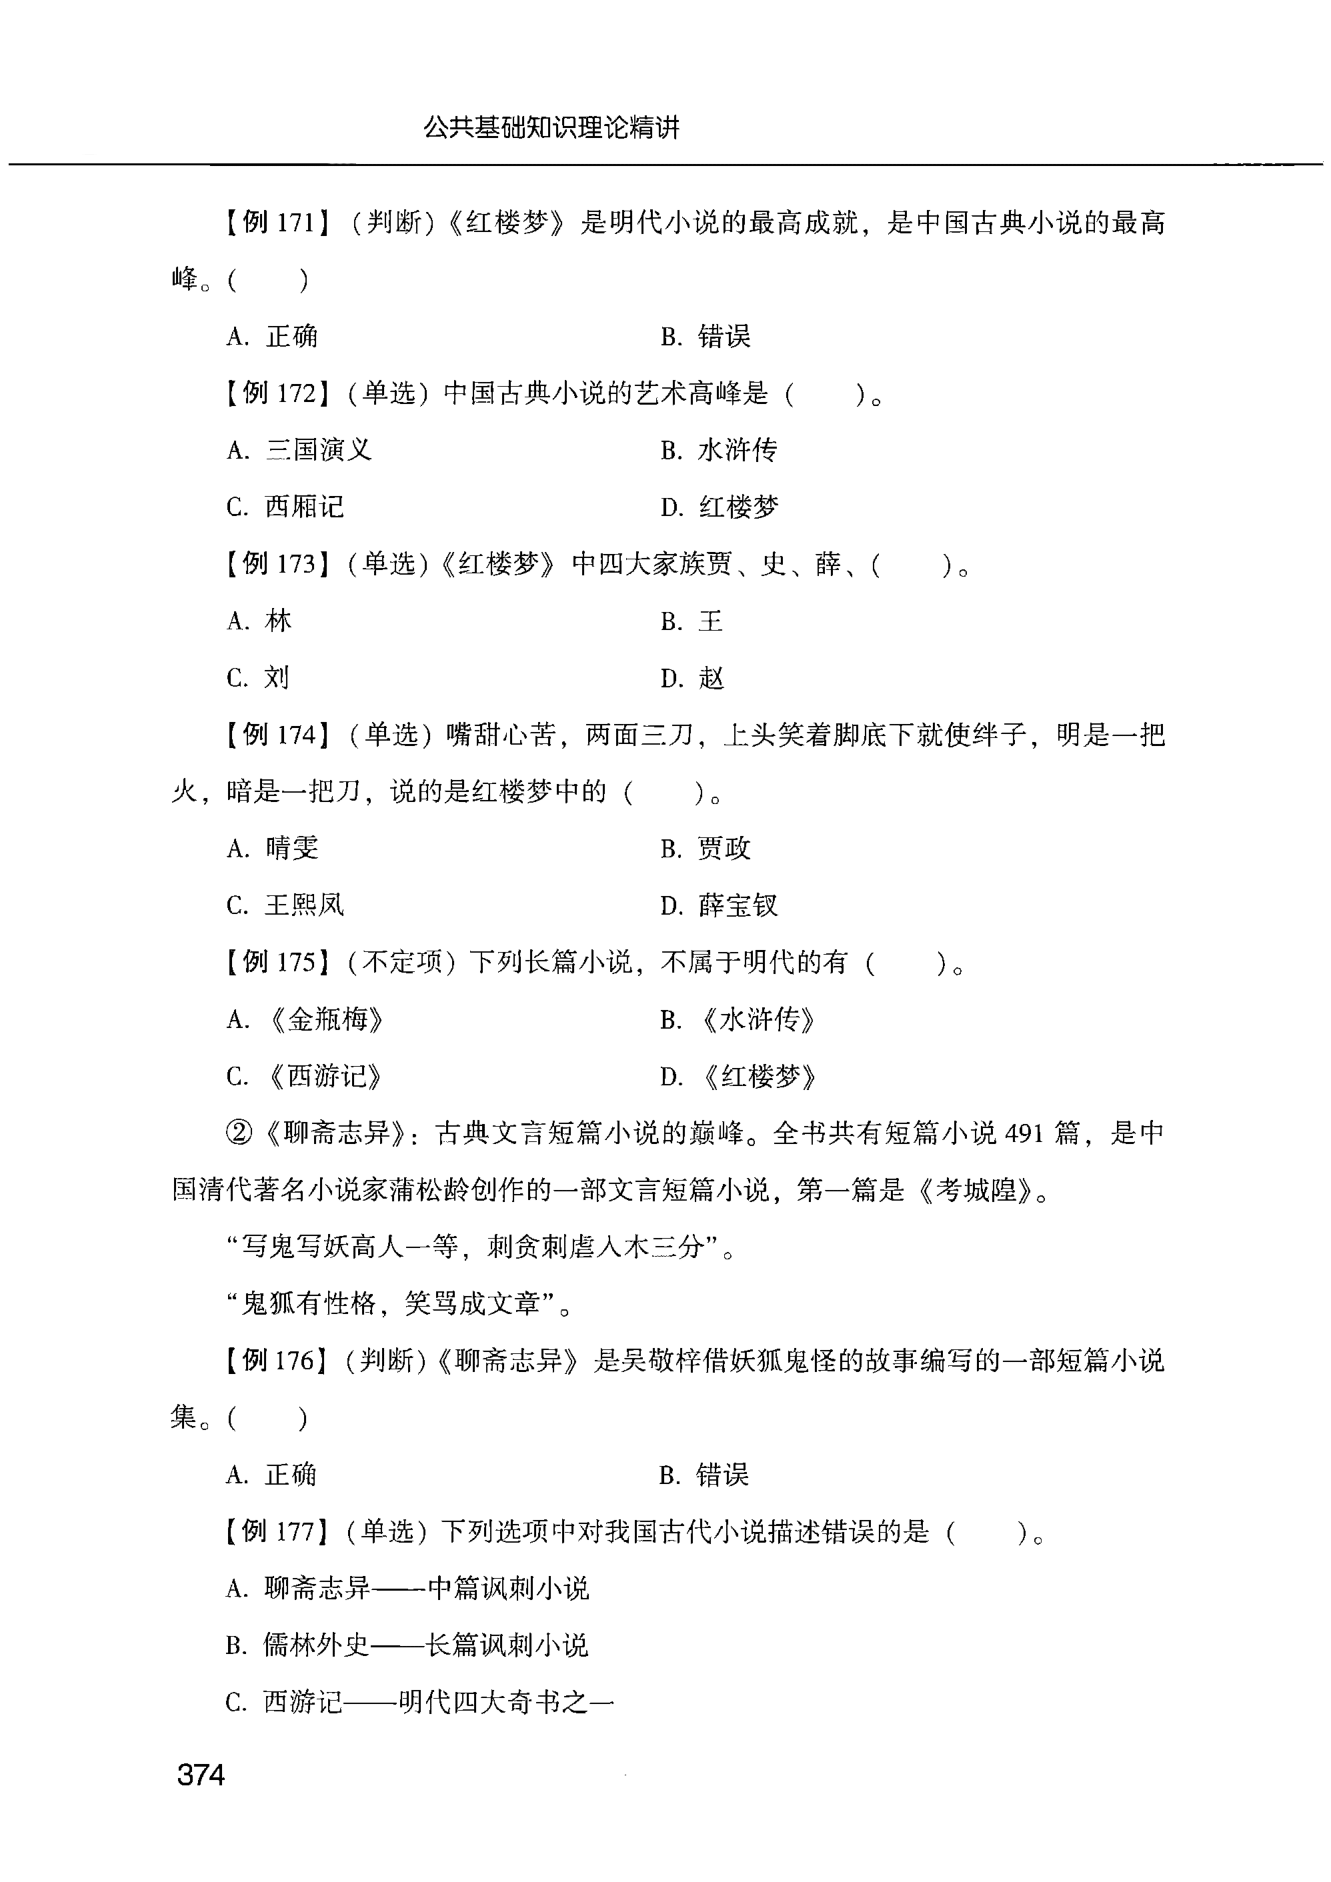 公共基础知识理论精讲
【例 171】(判断)《红楼梦》是明代小说的最高成就，是中国古典小说的最高
峰。(　　)
A. 正确　B. 错误
【例 172】(单选) 中国古典小说的艺术高峰是 (　　)。
A. 三国演义　B. 水浒传
C. 西厢记　D. 红楼梦
【例 173】(单选)《红楼梦》中四大家族贾、史、薛、(　　)。
A. 林　B. 王
C. 刘　D. 赵
【例 174】(单选) 嘴甜心苦，两面三刀，上头笑着脚底下就使绊子，明是一把
火，暗是一把刀，说的是红楼梦中的 (　　)。
A. 晴雯　B. 贾政
C. 王熙凤　D. 薛宝钗
【例 175】(不定项) 下列长篇小说，不属于明代的有 (　　)。
A. 《金瓶梅》　B. 《水浒传》
C. 《西游记》　D. 《红楼梦》
②《聊斋志异》：古典文言短篇小说的巅峰。全书共有短篇小说 491 篇，是中
国清代著名小说家蒲松龄创作的一部文言短篇小说，第一篇是《考城隍》。
“写鬼写妖高人一等，刺贪刺虐入木三分”。
“鬼狐有性格，笑骂成文章”。
【例 176】(判断)《聊斋志异》是吴敬梓借妖狐鬼怪的故事编写的一部短篇小说
集。(　　)
A. 正确　B. 错误
【例 177】(单选) 下列选项中对我国古代小说描述错误的是 (　　)。
A. 聊斋志异——中篇讽刺小说
B. 儒林外史——长篇讽刺小说
C. 西游记——明代四大奇书之一
374